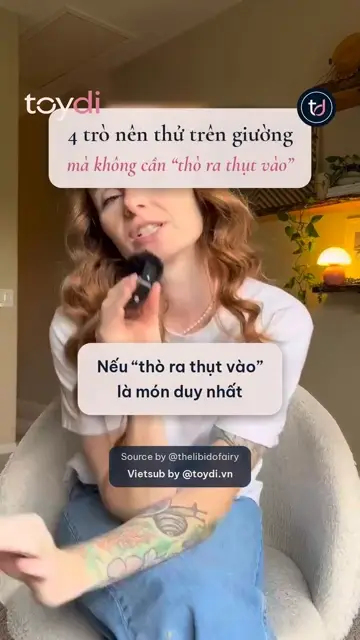 toydi
td
4 trò nên thử trên giường
mà không cần “thò ra thụt vào”
Nếu “thò ra thụt vào”
là món duy nhất
Source by @thelibidofairy
Vietsub by @toydi.vn